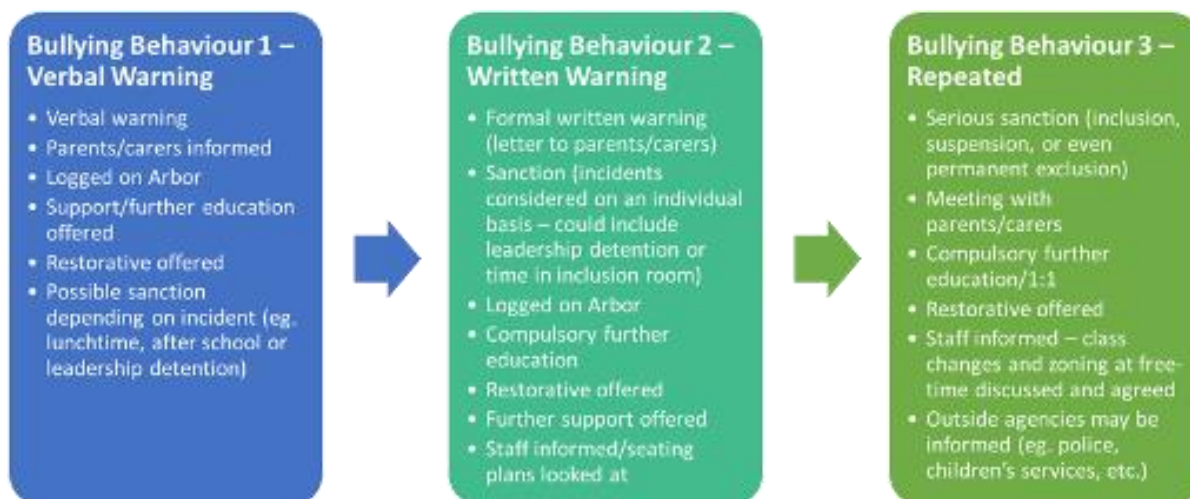 Bullying Behaviour 1 –
Verbal Warning
• Verbal warning
• Parents/carers informed
• Logged on Arbor
• Support/further education
offered
• Restorative offered
• Possible sanction
depending on incident (eg.
lunchtime, after school or
leadership detention)
Bullying Behaviour 2 –
Written Warning
• Formal written warning
(letter to parents/carers)
• Sanction (incidents
considered on an individual
basis – could include
leadership detention or
time in inclusion room)
• Logged on Arbor
• Compulsory further
education
• Restorative offered
• Further support offered
• Staff informed/seating
plans looked at
Bullying Behaviour 3 –
Repeated
• Serious sanction (inclusion,
suspension, or even
permanent exclusion)
• Meeting with
parents/carers
• Compulsory further
education/1:1
• Restorative offered
• Staff informed – class
changes and zoning at free-
time discussed and agreed
• Outside agencies may be
informed (eg. police,
children's services, etc.)